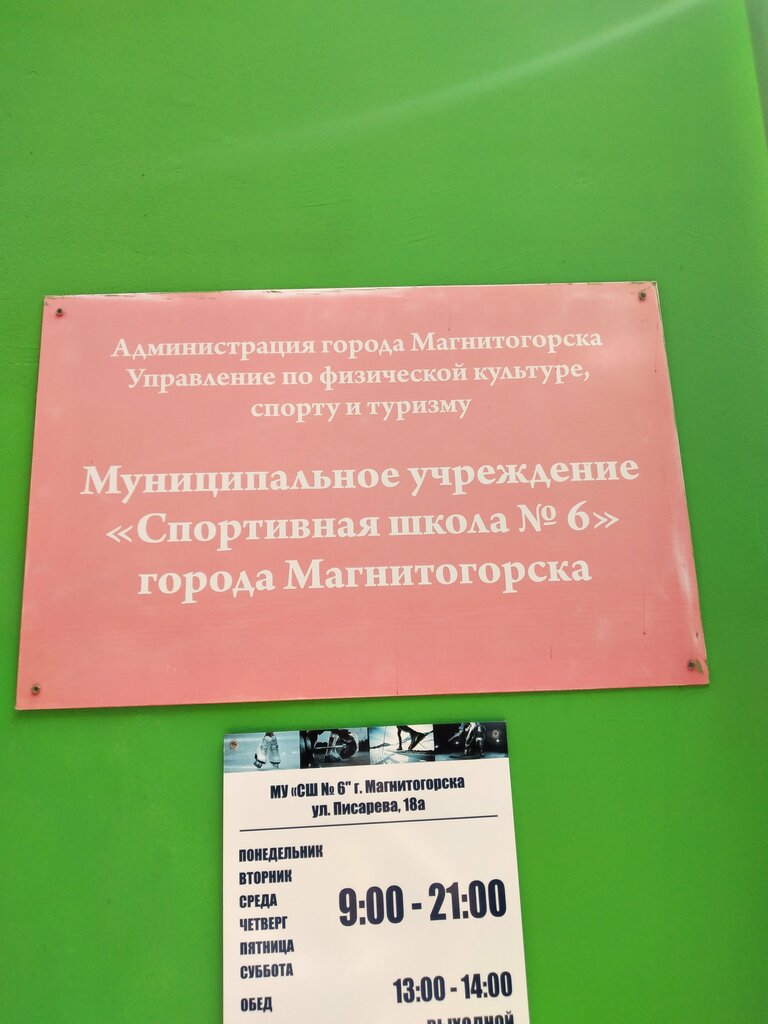 Администрация города Магнитогорска
Управление по физической культуре,
спорту и туризму
Муниципальное учреждение
«Спортивная школа № 6»
города Магнитогорска
МУ «СШ № 6" г. Магнитогорска
ул. Писарева, 18а
ПОНЕДЕЛЬНИК
ВТОРНИК
СРЕДА
ЧЕТВЕРГ
ПЯТНИЦА
СУББОТА
9:00 - 21:00
ОБЕД 13:00 - 14:00
ВЫХОДНОЙ